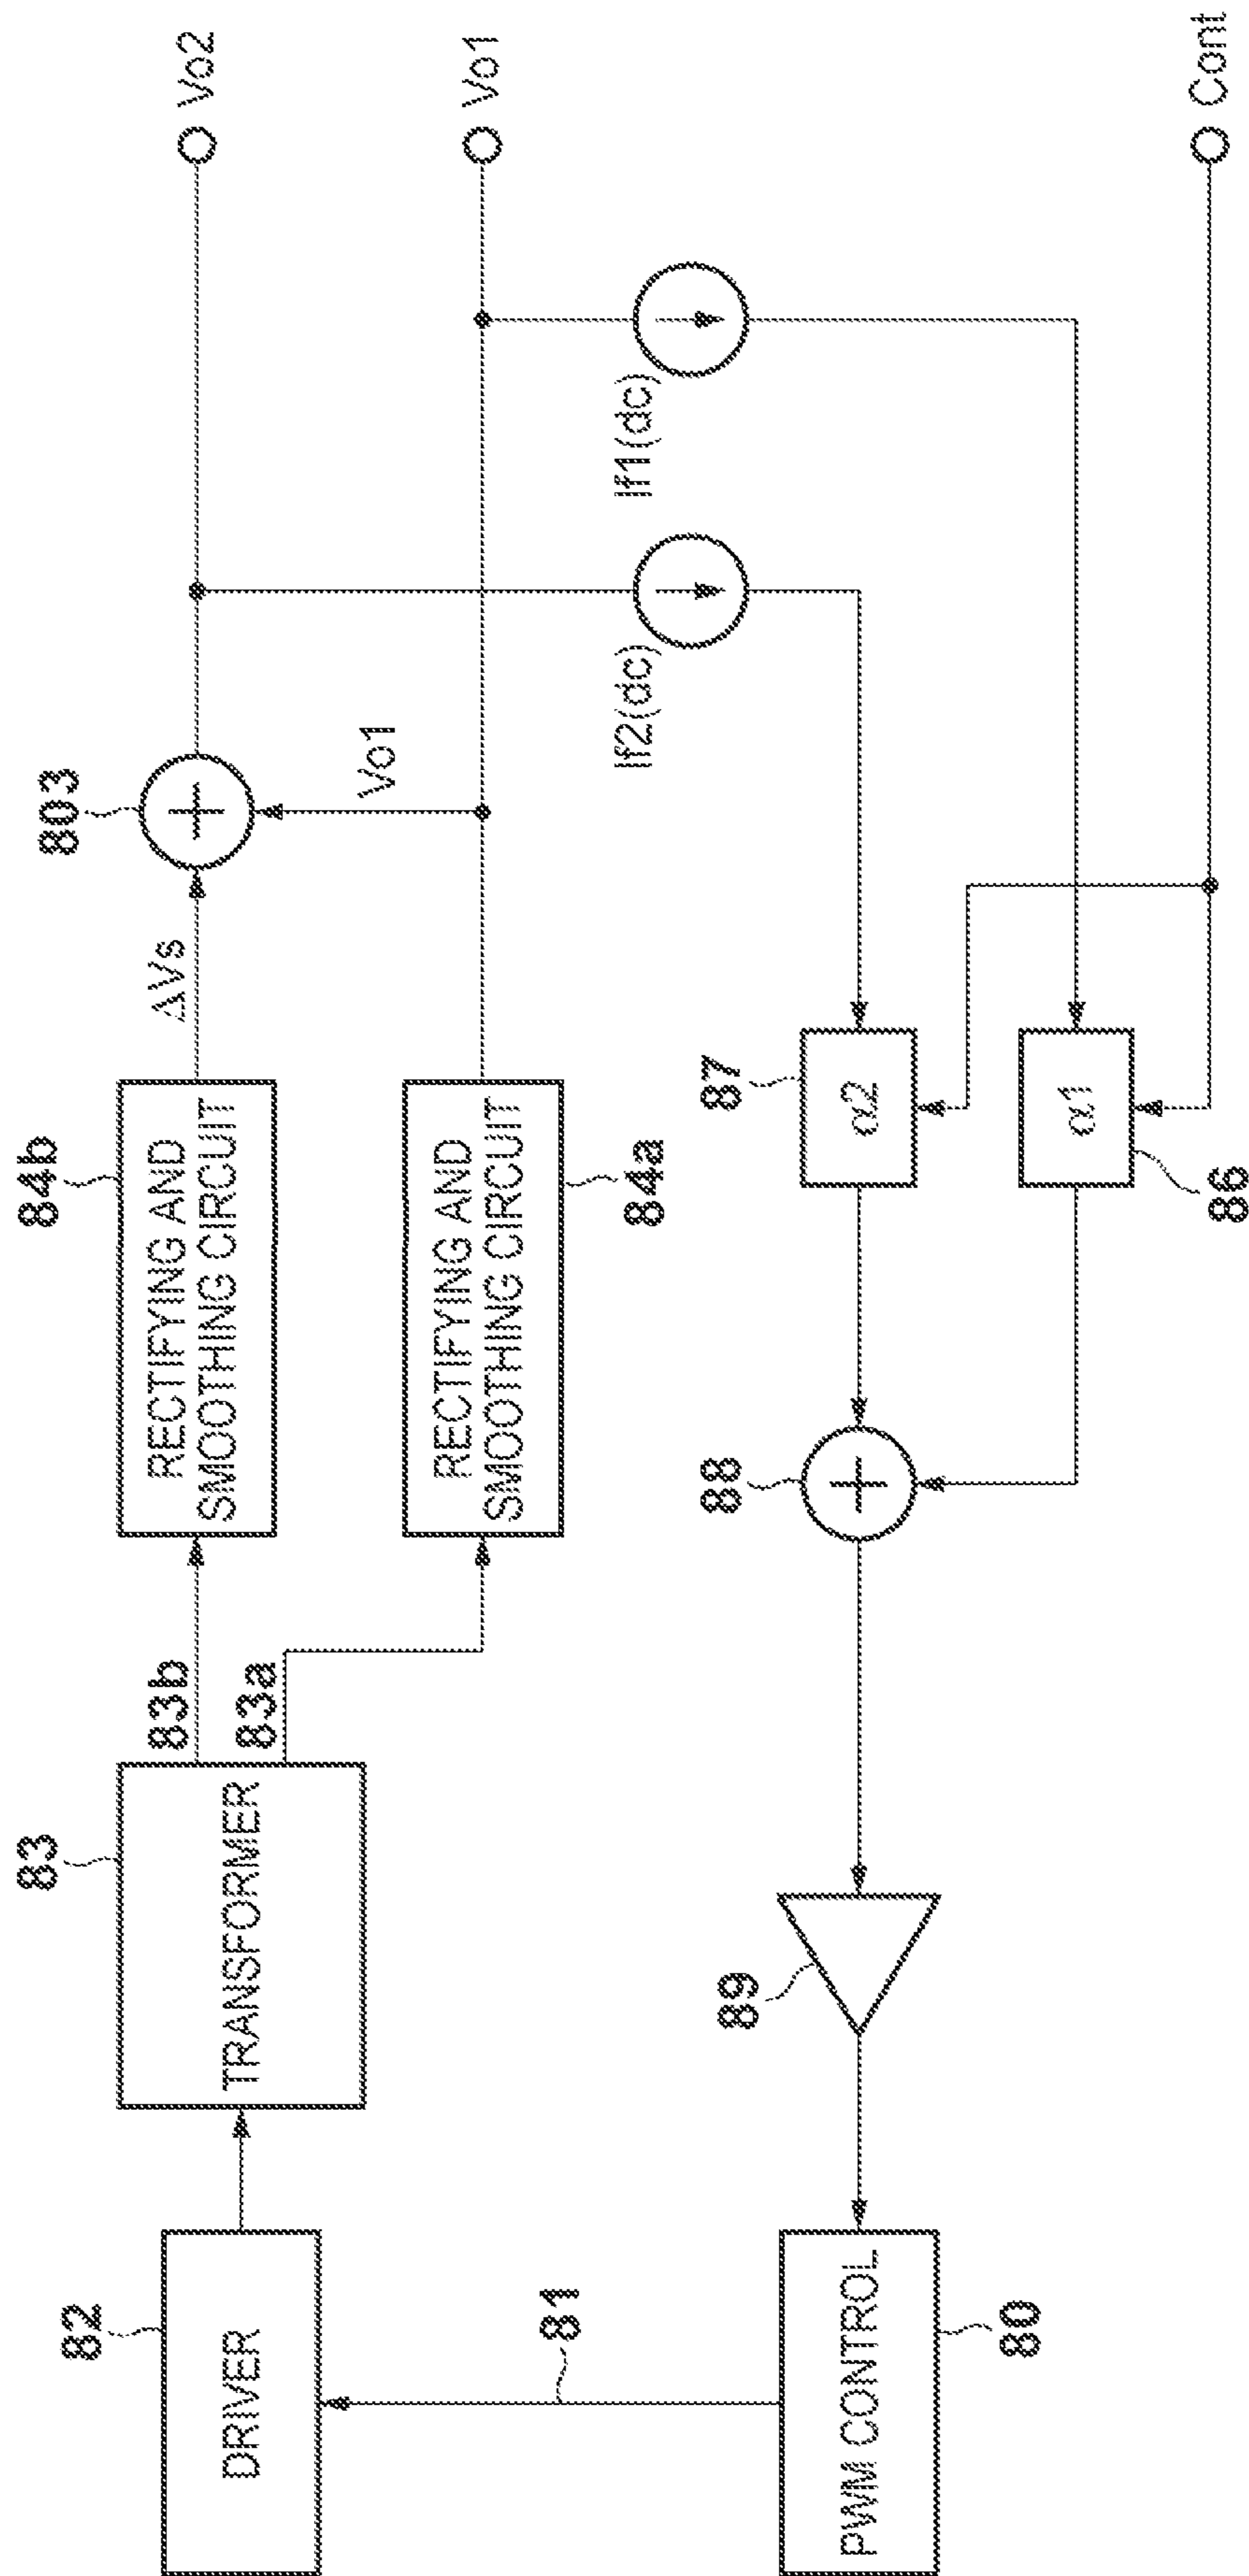 82
DRIVER
83
TRANSFORMER
83b
83a
84b
RECTIFYING AND
SMOOTHING CIRCUIT
ΔVs
803
Vo2
RECTIFYING AND
SMOOTHING CIRCUIT
84a
Vo1
Vo1
If2(dc)
If1(dc)
81
PWM CONTROL
80
89
88
87
α2
α1
86
Cont